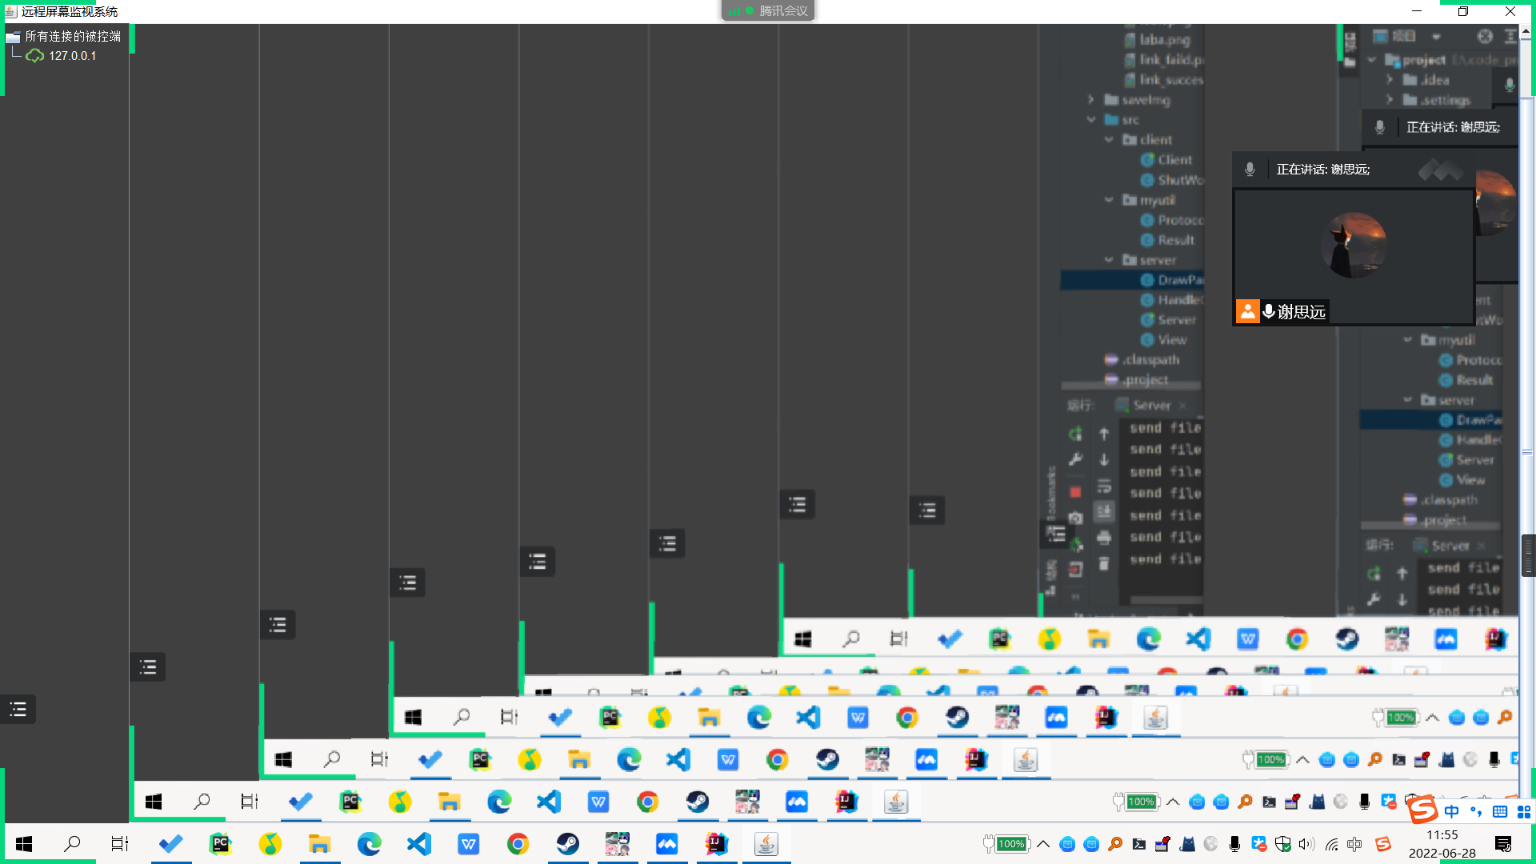 远程屏幕监视系统
腾讯会议
所有连接的被控端
127.0.0.1
laba.png
link_faild.p
link_succes
saveImg
src
client
Client
ShutWo
myutil
Protoco
Result
server
DrawPa
Handle
Server
View
.classpath
.project
运行: Server
send file
send file
send file
send file
send file
send file
send file
Bookmarks
结构
项目
project E:\code_pr
.idea
.settings
正在讲话: 谢思远;
正在讲话: 谢思远;
谢思远
ent
utWo
myutil
Protoco
Result
server
DrawPa
Handle
Server
View
.classpath
.project
运行: Server
send file
send file
send file
100%
100%
100%
中
100%
中
11:55
2022-06-28